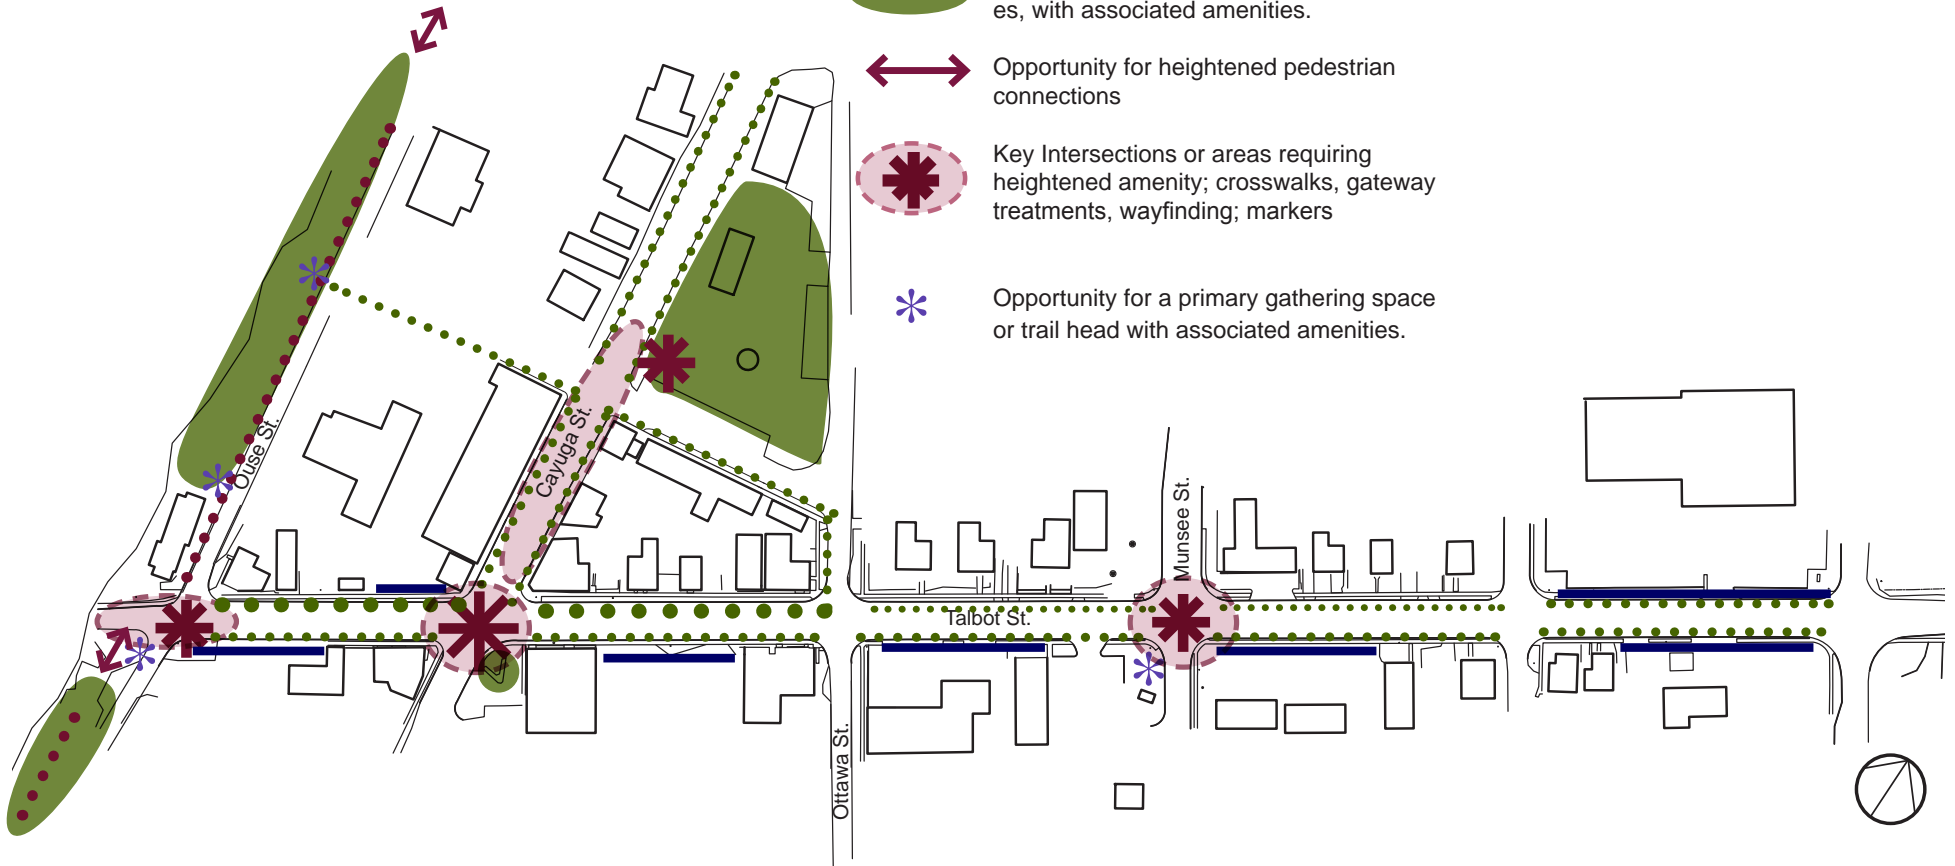 es, with associated amenities.
Opportunity for heightened pedestrian
connections
Key Intersections or areas requiring
heightened amenity; crosswalks, gateway
treatments, wayfinding; markers
Opportunity for a primary gathering space
or trail head with associated amenities.
Ouse St.
Cayuga St.
Munsee St.
Talbot St.
Ottawa St.